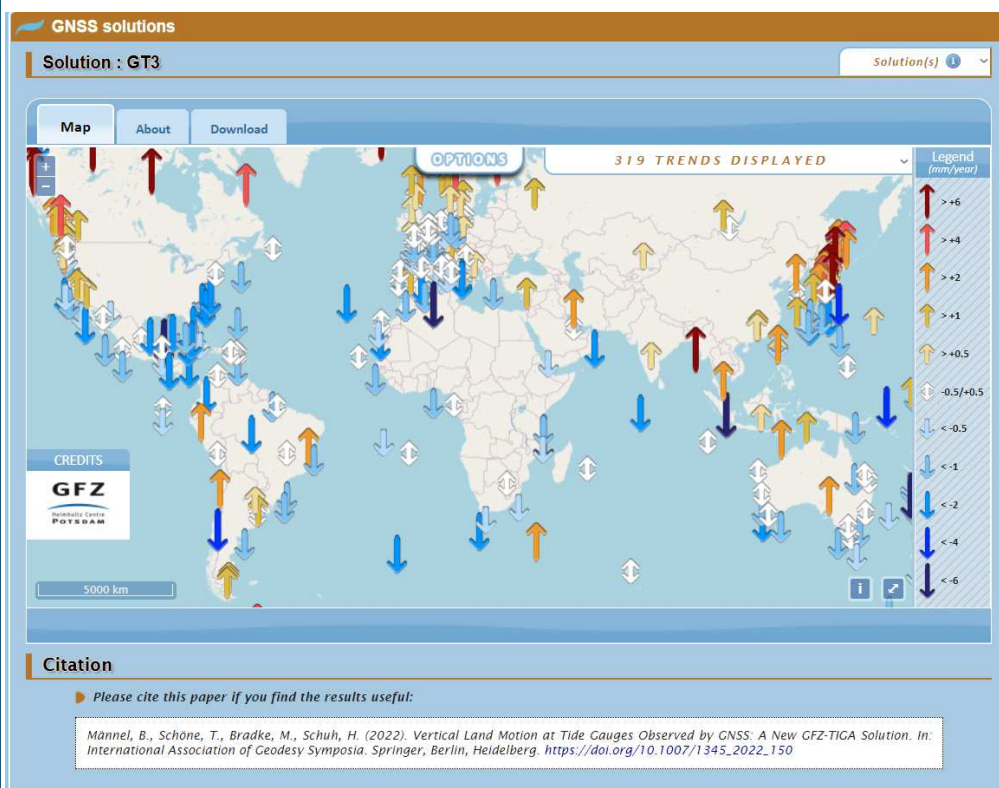 GNSS solutions
Solution : GT3
Solution(s) i
Map
About
Download
+
−
OPTIONS
319 TRENDS DISPLAYED
Legend
(mm/year)
> +6
> +4
> +2
> +1
> +0.5
-0.5/+0.5
< -0.5
< -1
< -2
< -4
< -6
CREDITS
GFZ
Helmholtz Centre
POTSDAM
5000 km
i
Citation
Please cite this paper if you find the results useful:
Männel, B., Schöne, T., Bradke, M., Schuh, H. (2022). Vertical Land Motion at Tide Gauges Observed by GNSS: A New GFZ-TIGA Solution. In:
International Association of Geodesy Symposia. Springer, Berlin, Heidelberg. https://doi.org/10.1007/1345_2022_150